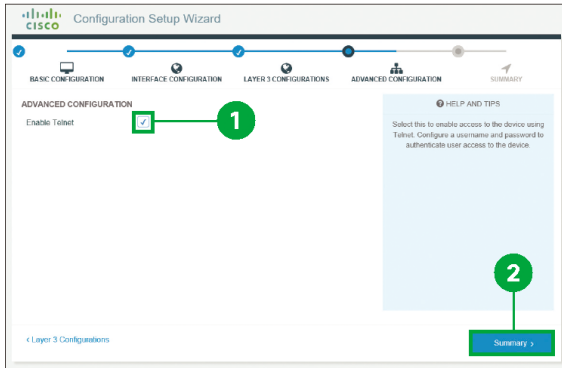 CISCO
Configuration Setup Wizard
BASIC CONFIGURATION
INTERFACE CONFIGURATION
LAYER 3 CONFIGURATIONS
ADVANCED CONFIGURATION
SUMMARY
ADVANCED CONFIGURATION
Enable Telnet
1
HELP AND TIPS
Select this to enable access to the device using
Telnet. Configure a username and password to
authenticate user access to the device.
2
‹ Layer 3 Configurations
Summary ›